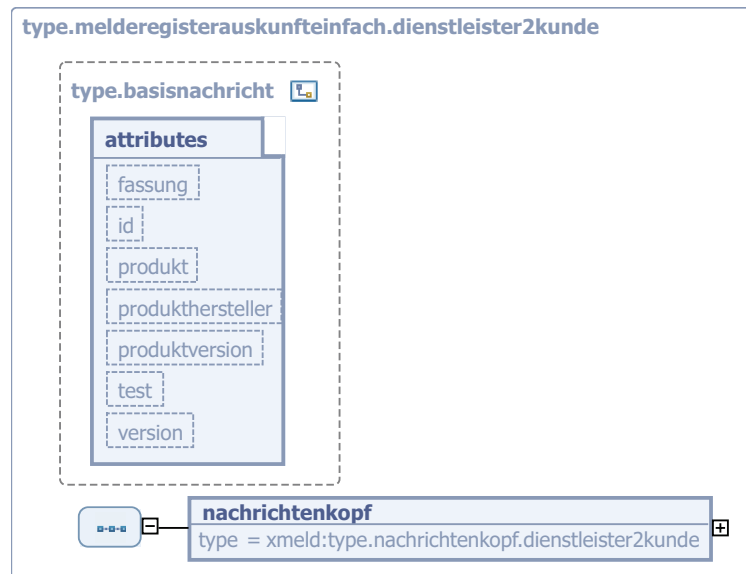 type.melderegisterauskunfteinfach.dienstleister2kunde
type.basisnachricht
attributes
fassung
id
produkt
produkthersteller
produktversion
test
version
nachrichtenkopf
type = xmeld:type.nachrichtenkopf.dienstleister2kunde